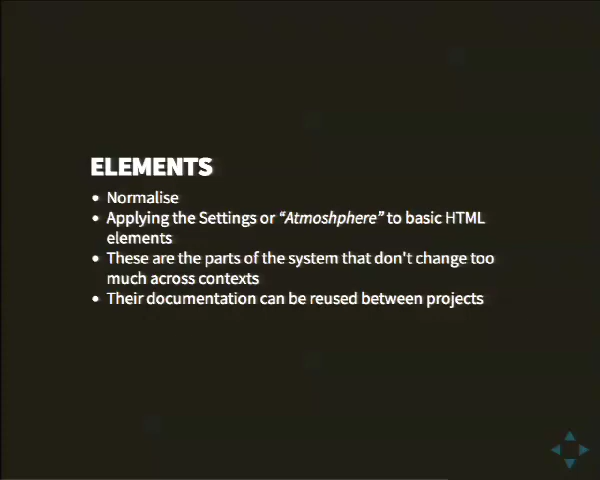 ELEMENTS
• Normalise
• Applying the Settings or “Atmoshphere” to basic HTML
elements
• These are the parts of the system that don't change too
much across contexts
• Their documentation can be reused between projects